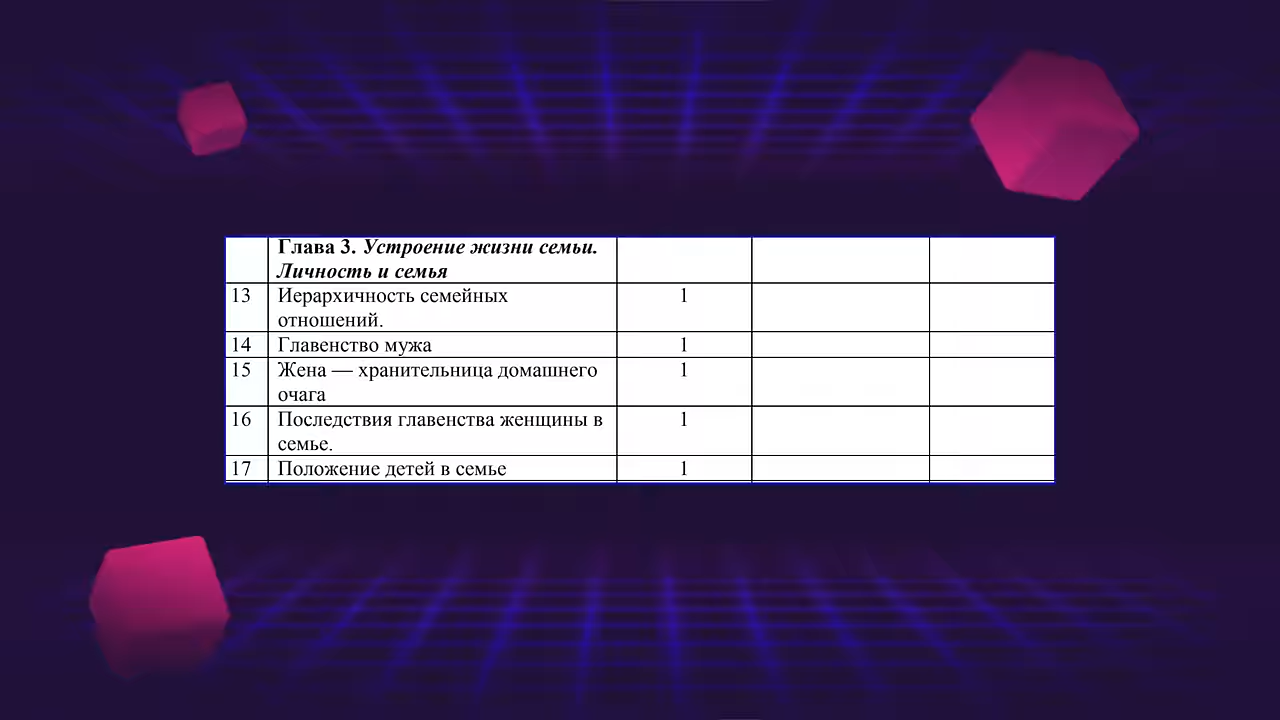 Глава 3. Устроение жизни семьи.
Личность и семья
13 Иерархичность семейных 1
отношений.
14 Главенство мужа 1
15 Жена — хранительница домашнего 1
очага
16 Последствия главенства женщины в 1
семье.
17 Положение детей в семье 1